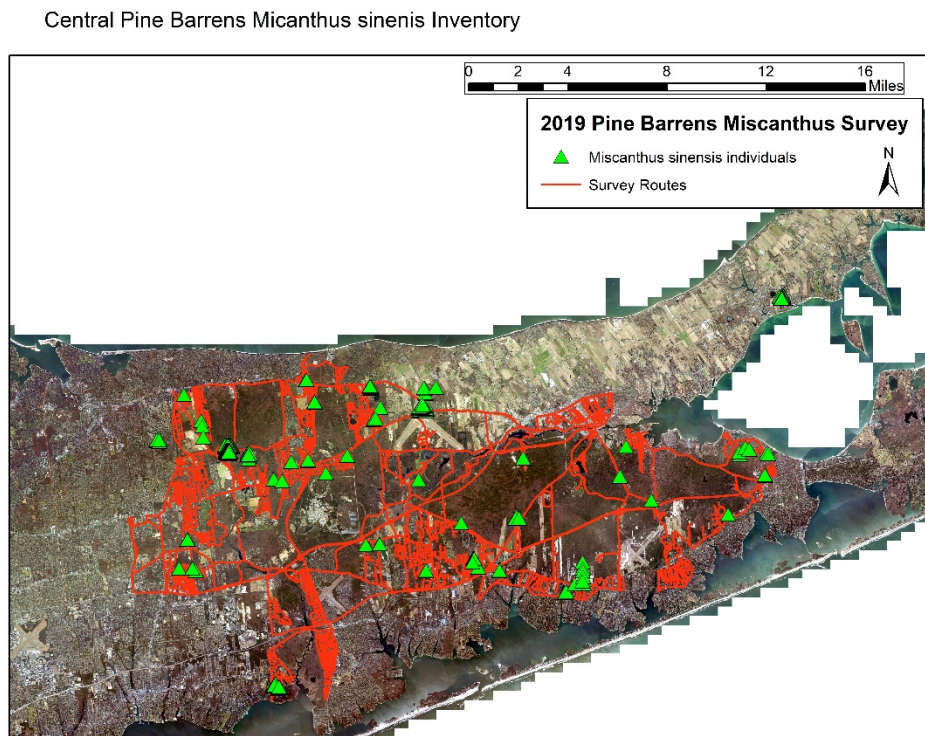 Central Pine Barrens Micanthus sinenis Inventory
0 2 4 8 12 16
Miles
2019 Pine Barrens Miscanthus Survey
Miscanthus sinensis individuals
N
Survey Routes